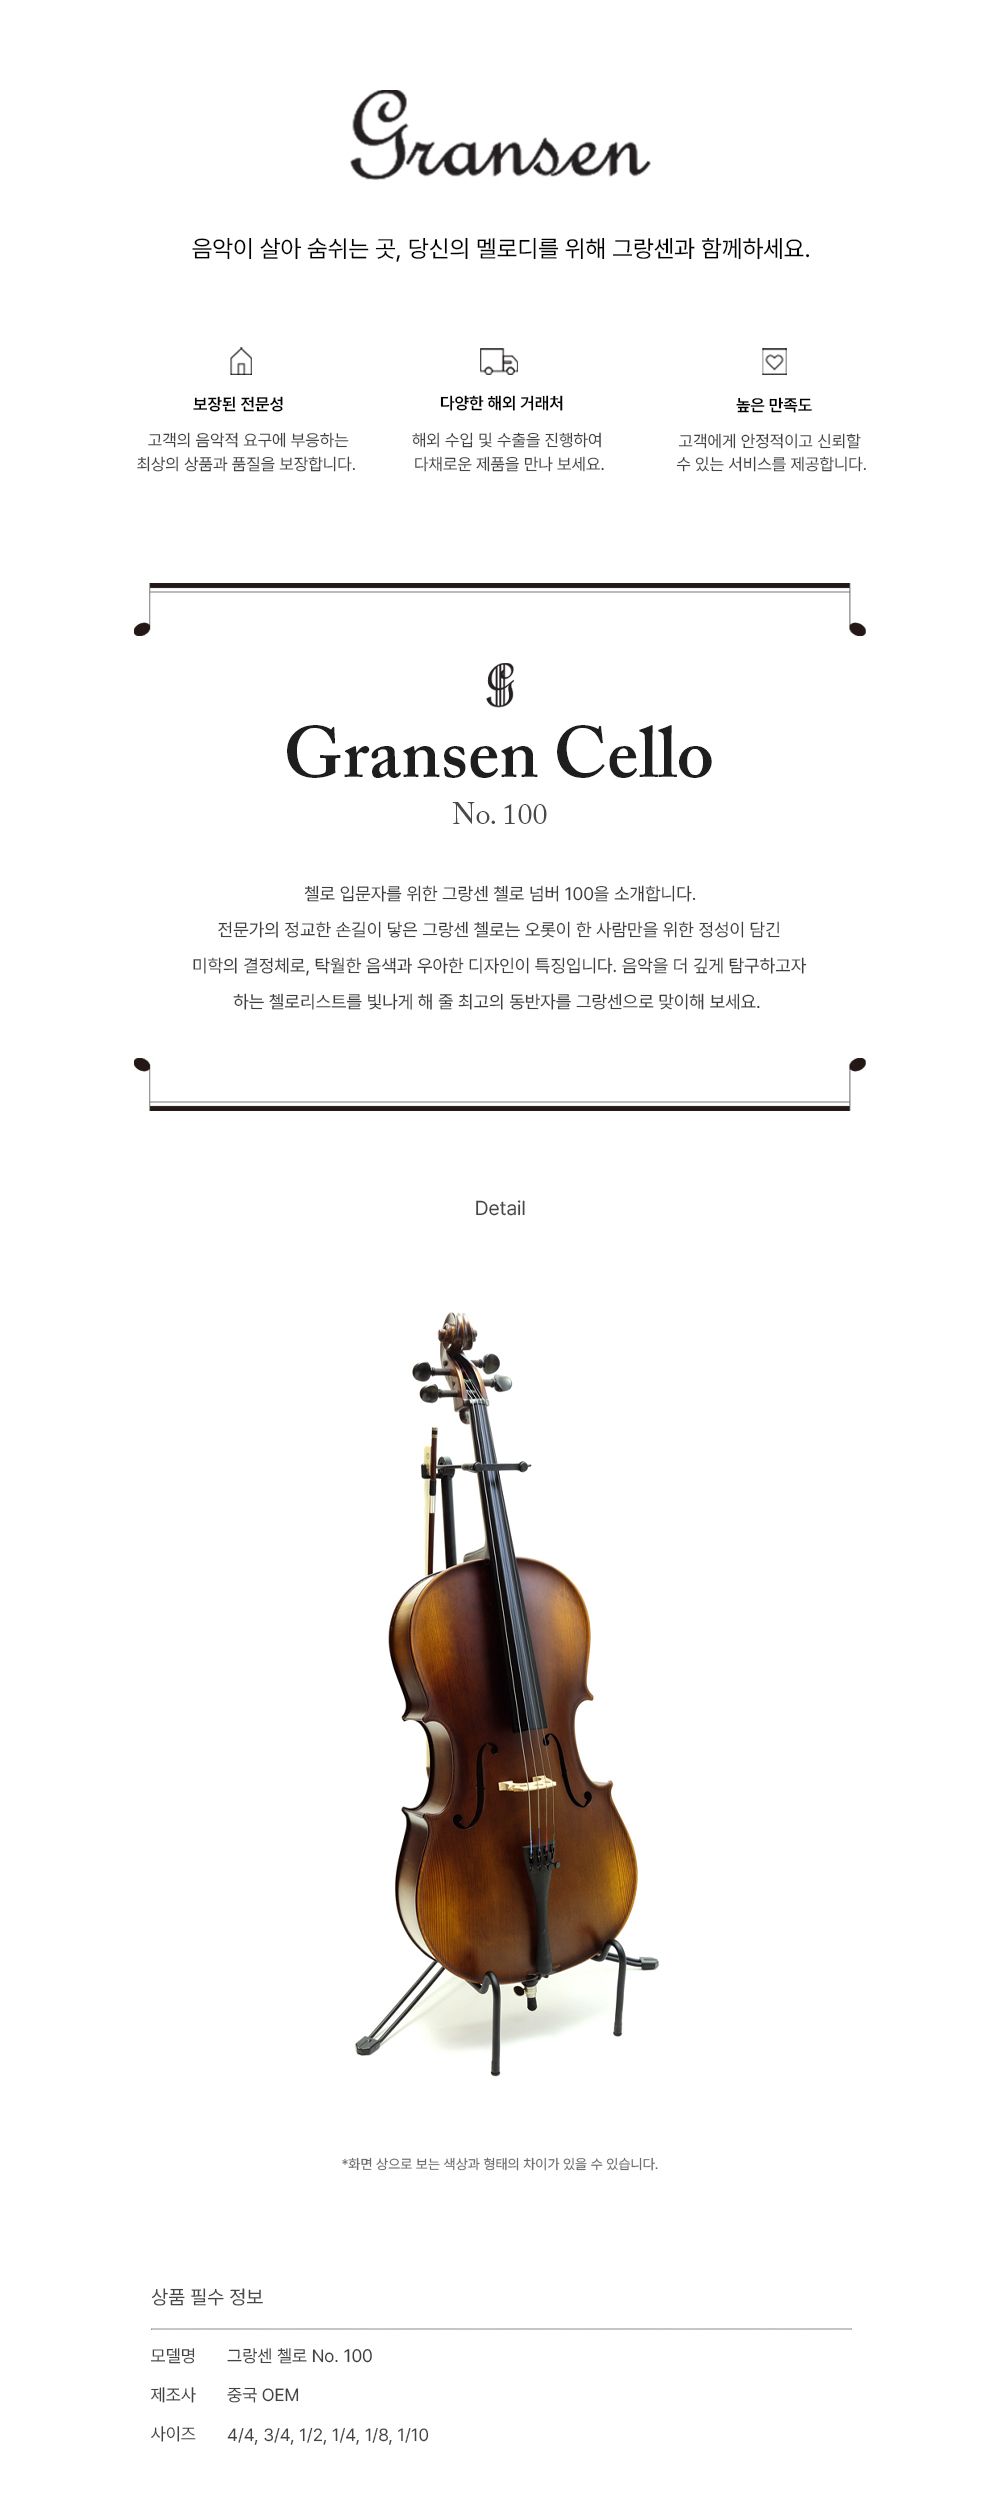 Gransen
음악이 살아 숨쉬는 곳, 당신의 멜로디를 위해 그랑센과 함께하세요.
보장된 전문성
고객의 음악적 요구에 부응하는
최상의 상품과 품질을 보장합니다.
다양한 해외 거래처
해외 수입 및 수출을 진행하여
다채로운 제품을 만나 보세요.
높은 만족도
고객에게 안정적이고 신뢰할
수 있는 서비스를 제공합니다.
Gransen Cello
No. 100
첼로 입문자를 위한 그랑센 첼로 넘버 100을 소개합니다.
전문가의 정교한 손길이 닿은 그랑센 첼로는 오롯이 한 사람만을 위한 정성이 담긴
미학의 결정체로, 탁월한 음색과 우아한 디자인이 특징입니다. 음악을 더 깊게 탐구하고자
하는 첼로리스트를 빛나게 해 줄 최고의 동반자를 그랑센으로 맞이해 보세요.
Detail
*화면 상으로 보는 색상과 형태의 차이가 있을 수 있습니다.
상품 필수 정보
모델명 그랑센 첼로 No. 100
제조사 중국 OEM
사이즈 4/4, 3/4, 1/2, 1/4, 1/8, 1/10